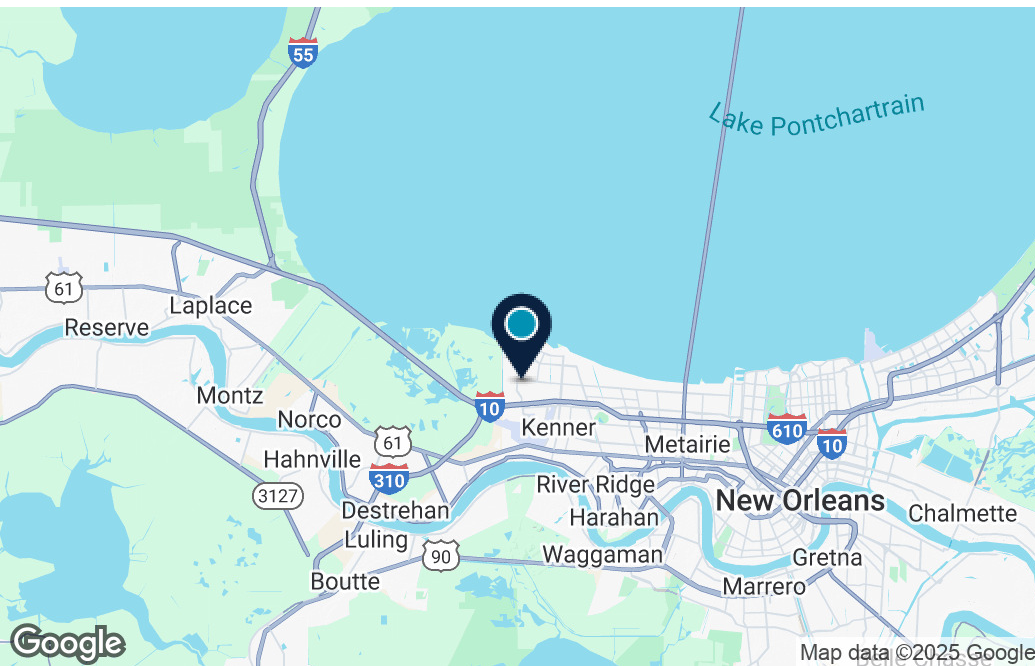 55
Lake Pontchartrain
61
Laplace
Reserve
Montz
10
Norco
Kenner
610
61
10
Metairie
Hahnville
310
River Ridge
3127
New Orleans
Destrehan
Harahan
Chalmette
Luling
90
Waggaman
Gretna
Boutte
Marrero
Google
Map data ©2025 Google